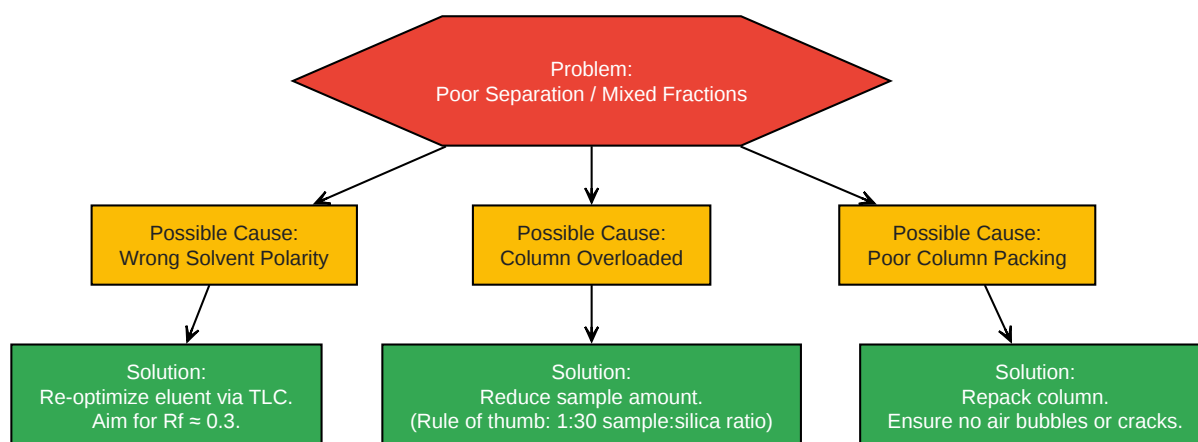 Problem:
Poor Separation / Mixed Fractions
Possible Cause:
Wrong Solvent Polarity
Possible Cause:
Column Overloaded
Possible Cause:
Poor Column Packing
Solution:
Re-optimize eluent via TLC.
Aim for Rf ≈ 0.3.
Solution:
Reduce sample amount.
(Rule of thumb: 1:30 sample:silica ratio)
Solution:
Repack column.
Ensure no air bubbles or cracks.